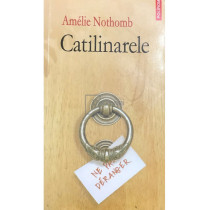 Amélie Nothomb
Catilinarele
NE PAS
DÉRANGER